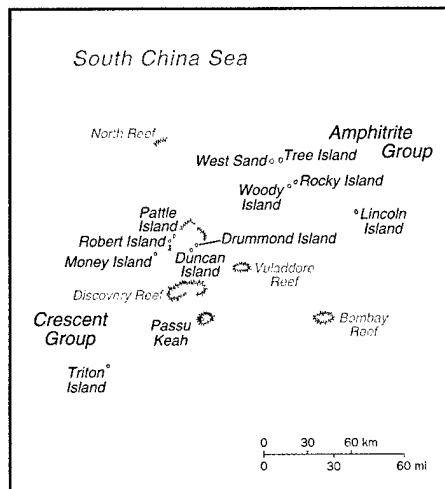 South China Sea
North Reef
Amphitrite
Group
West Sand
Tree Island
Woody
Island
Rocky Island
Lincoln
Island
Pattle
Island
Robert Island
Money Island
Duncan
Island
Drummond Island
Vuladdore
Reef
Discovery Reef
Crescent
Group
Passu
Keah
Bombay
Reef
Triton
Island
0 30 60 km
0 30 60 mi